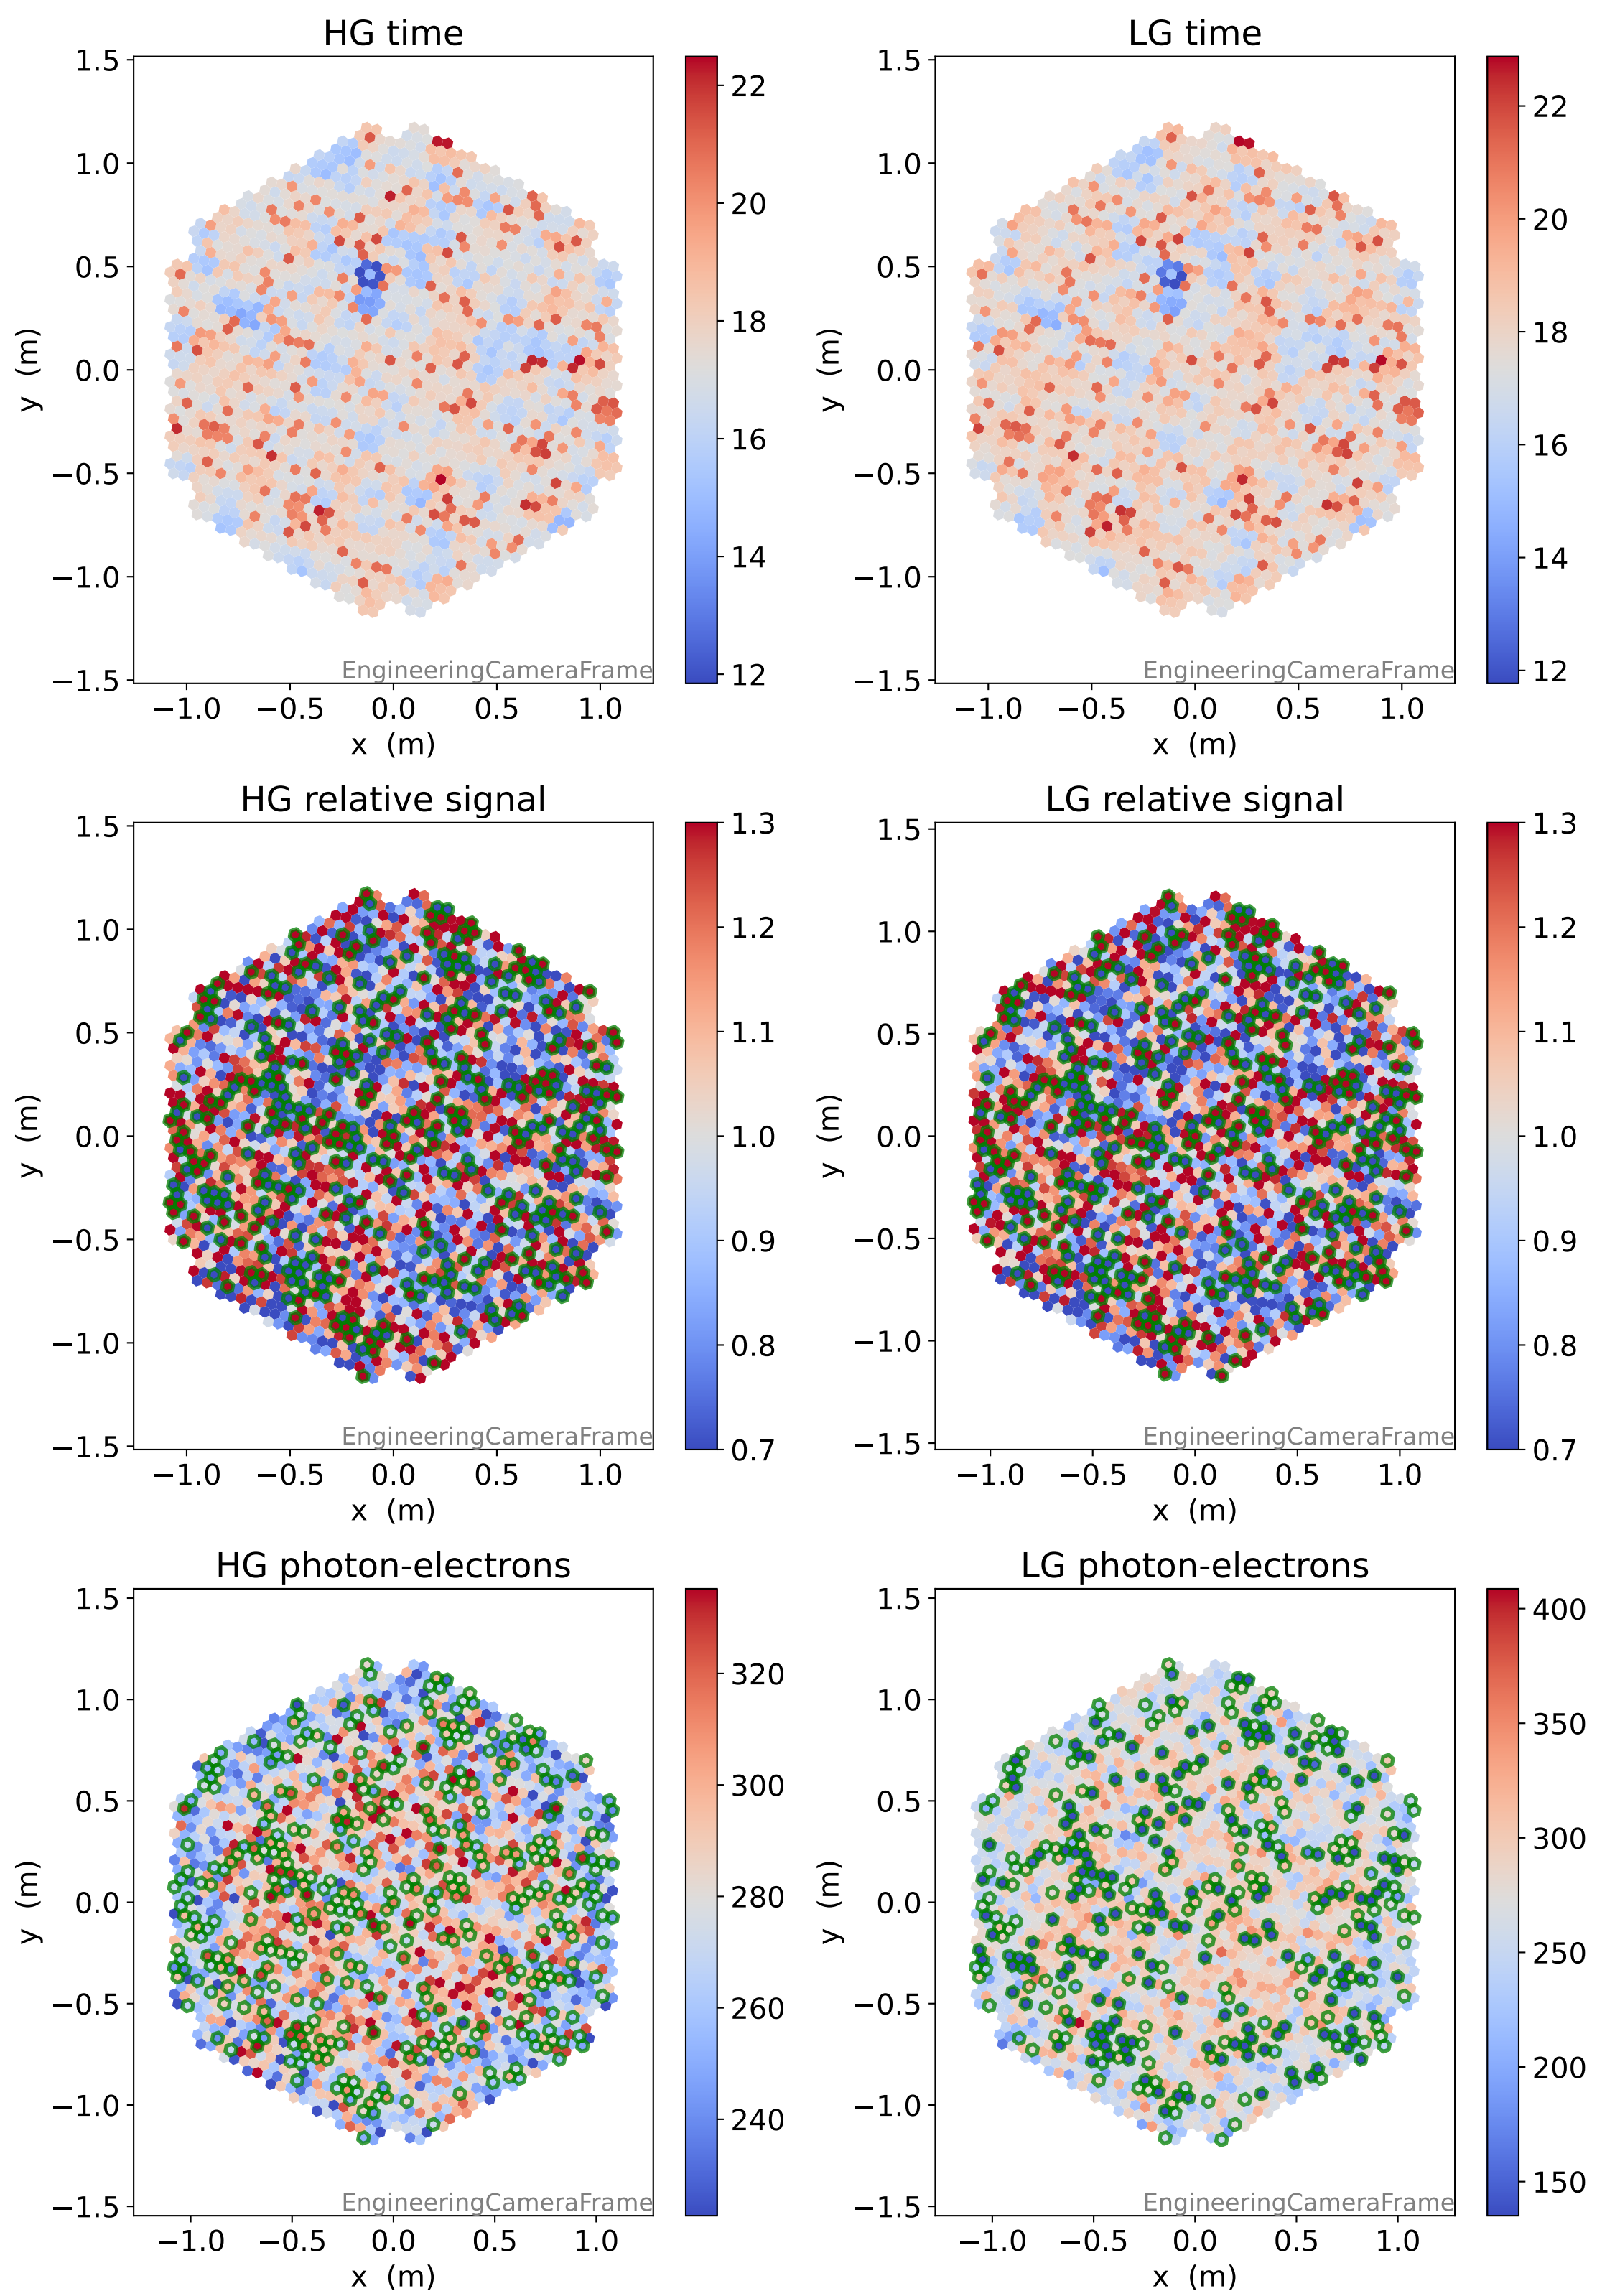 HG time
LG time
1.5
1.0
0.5
0.0
−0.5
−1.0
−1.5
y (m)
−1.0 −0.5 0.0 0.5 1.0
x (m)
EngineeringCameraFrame
22
20
18
16
14
12
1.5
1.0
0.5
0.0
−0.5
−1.0
−1.5
y (m)
−1.0 −0.5 0.0 0.5 1.0
x (m)
EngineeringCameraFrame
22
20
18
16
14
12
HG relative signal
LG relative signal
1.5
1.0
0.5
0.0
−0.5
−1.0
−1.5
y (m)
−1.0 −0.5 0.0 0.5 1.0
x (m)
EngineeringCameraFrame
1.3
1.2
1.1
1.0
0.9
0.8
0.7
1.5
1.0
0.5
0.0
−0.5
−1.0
−1.5
y (m)
−1.0 −0.5 0.0 0.5 1.0
x (m)
EngineeringCameraFrame
1.3
1.2
1.1
1.0
0.9
0.8
0.7
HG photon-electrons
LG photon-electrons
1.5
1.0
0.5
0.0
−0.5
−1.0
−1.5
y (m)
−1.0 −0.5 0.0 0.5 1.0
x (m)
EngineeringCameraFrame
320
300
280
260
240
1.5
1.0
0.5
0.0
−0.5
−1.0
−1.5
y (m)
−1.0 −0.5 0.0 0.5 1.0
x (m)
EngineeringCameraFrame
400
350
300
250
200
150